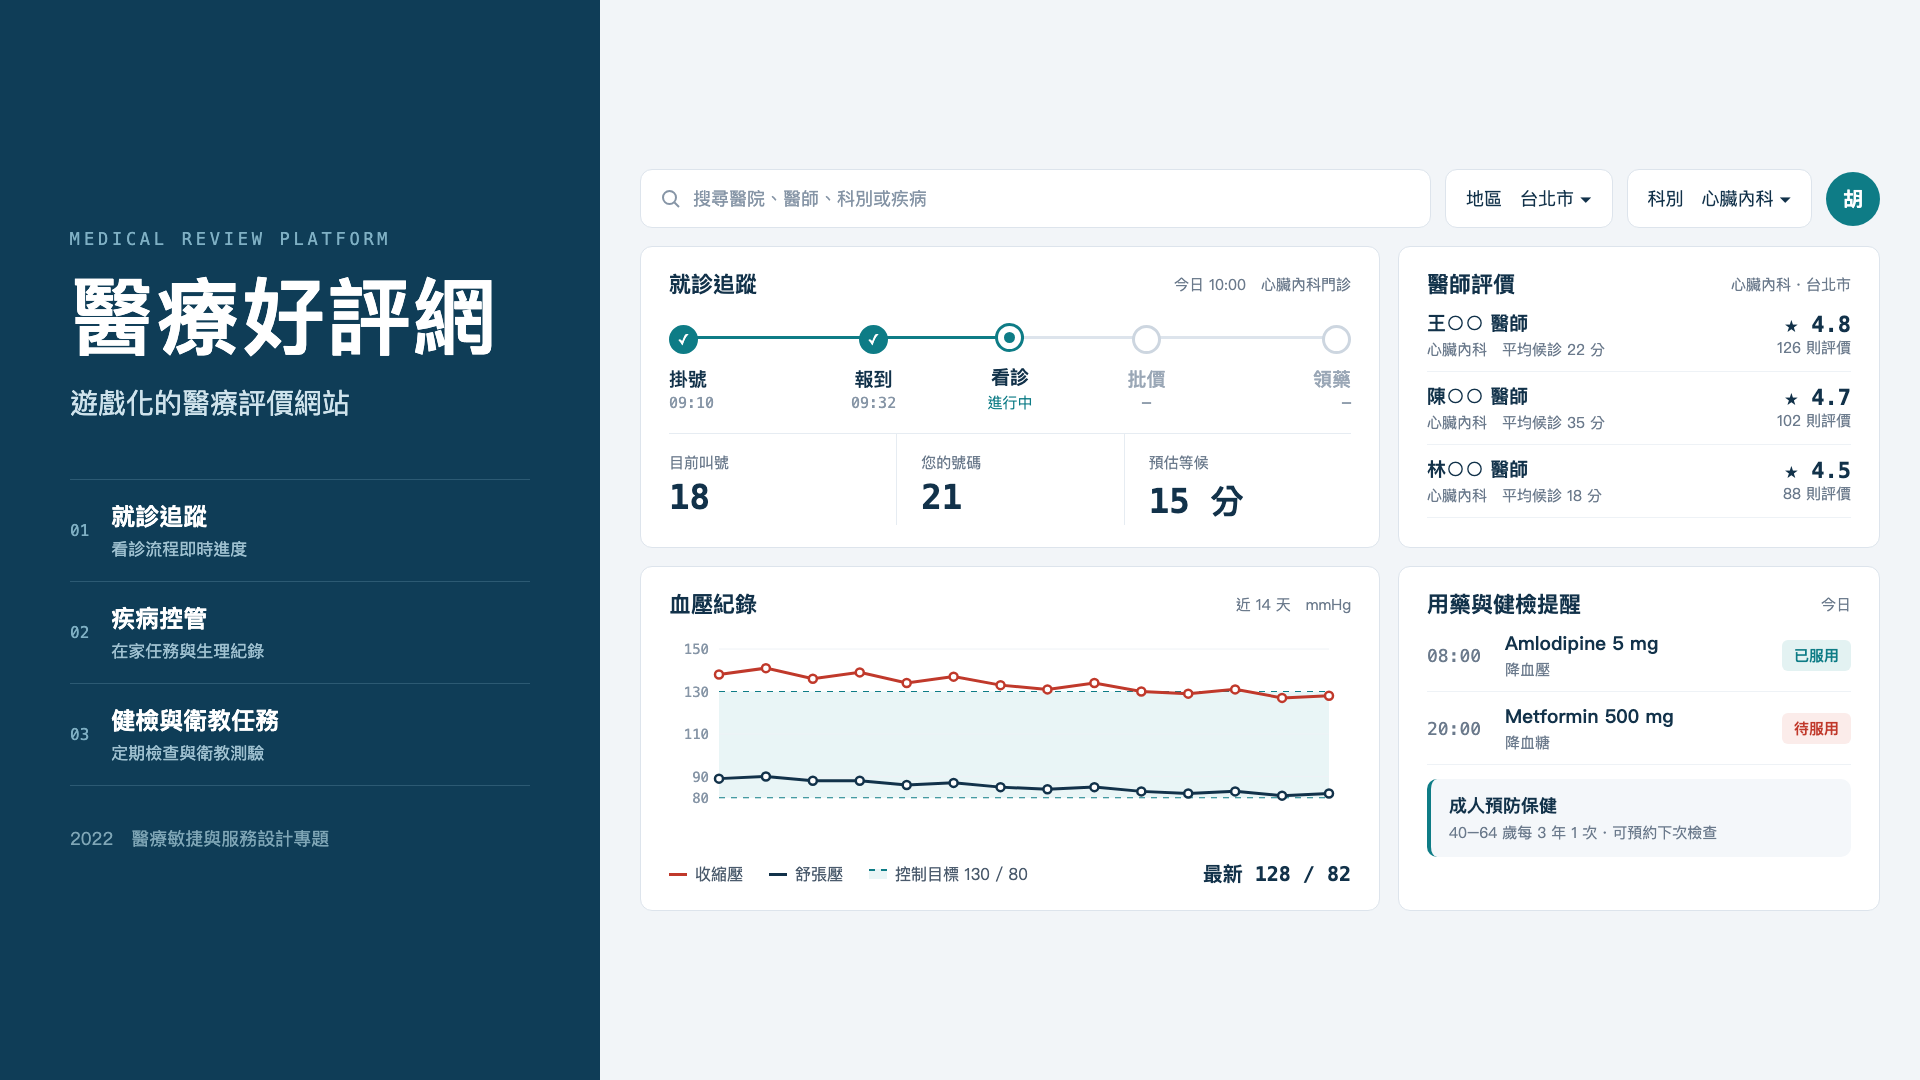 MEDICAL REVIEW PLATFORM
醫療好評網
遊戲化的醫療評價網站
01
就診追蹤
看診流程即時進度
02
疾病控管
在家任務與生理紀錄
03
健檢與衛教任務
定期檢查與衛教測驗
2022 醫療敏捷與服務設計專題
搜尋醫院、醫師、科別或疾病
地區 台北市
科別 心臟內科
胡
就診追蹤
今日 10:00 心臟內科門診
掛號
09:10
報到
09:32
看診
進行中
批價
–
領藥
–
目前叫號
18
您的號碼
21
預估等候
15 分
醫師評價
心臟內科 · 台北市
王○○ 醫師
★ 4.8
心臟內科 平均候診 22 分
126 則評價
陳○○ 醫師
★ 4.7
心臟內科 平均候診 35 分
102 則評價
林○○ 醫師
★ 4.5
心臟內科 平均候診 18 分
88 則評價
血壓紀錄
近 14 天 mmHg
150
130
110
90
80
收縮壓
舒張壓
控制目標 130 / 80
最新 128 / 82
用藥與健檢提醒
今日
08:00
Amlodipine 5 mg
降血壓
已服用
20:00
Metformin 500 mg
降血糖
待服用
成人預防保健
40–64 歲每 3 年 1 次 · 可預約下次檢查